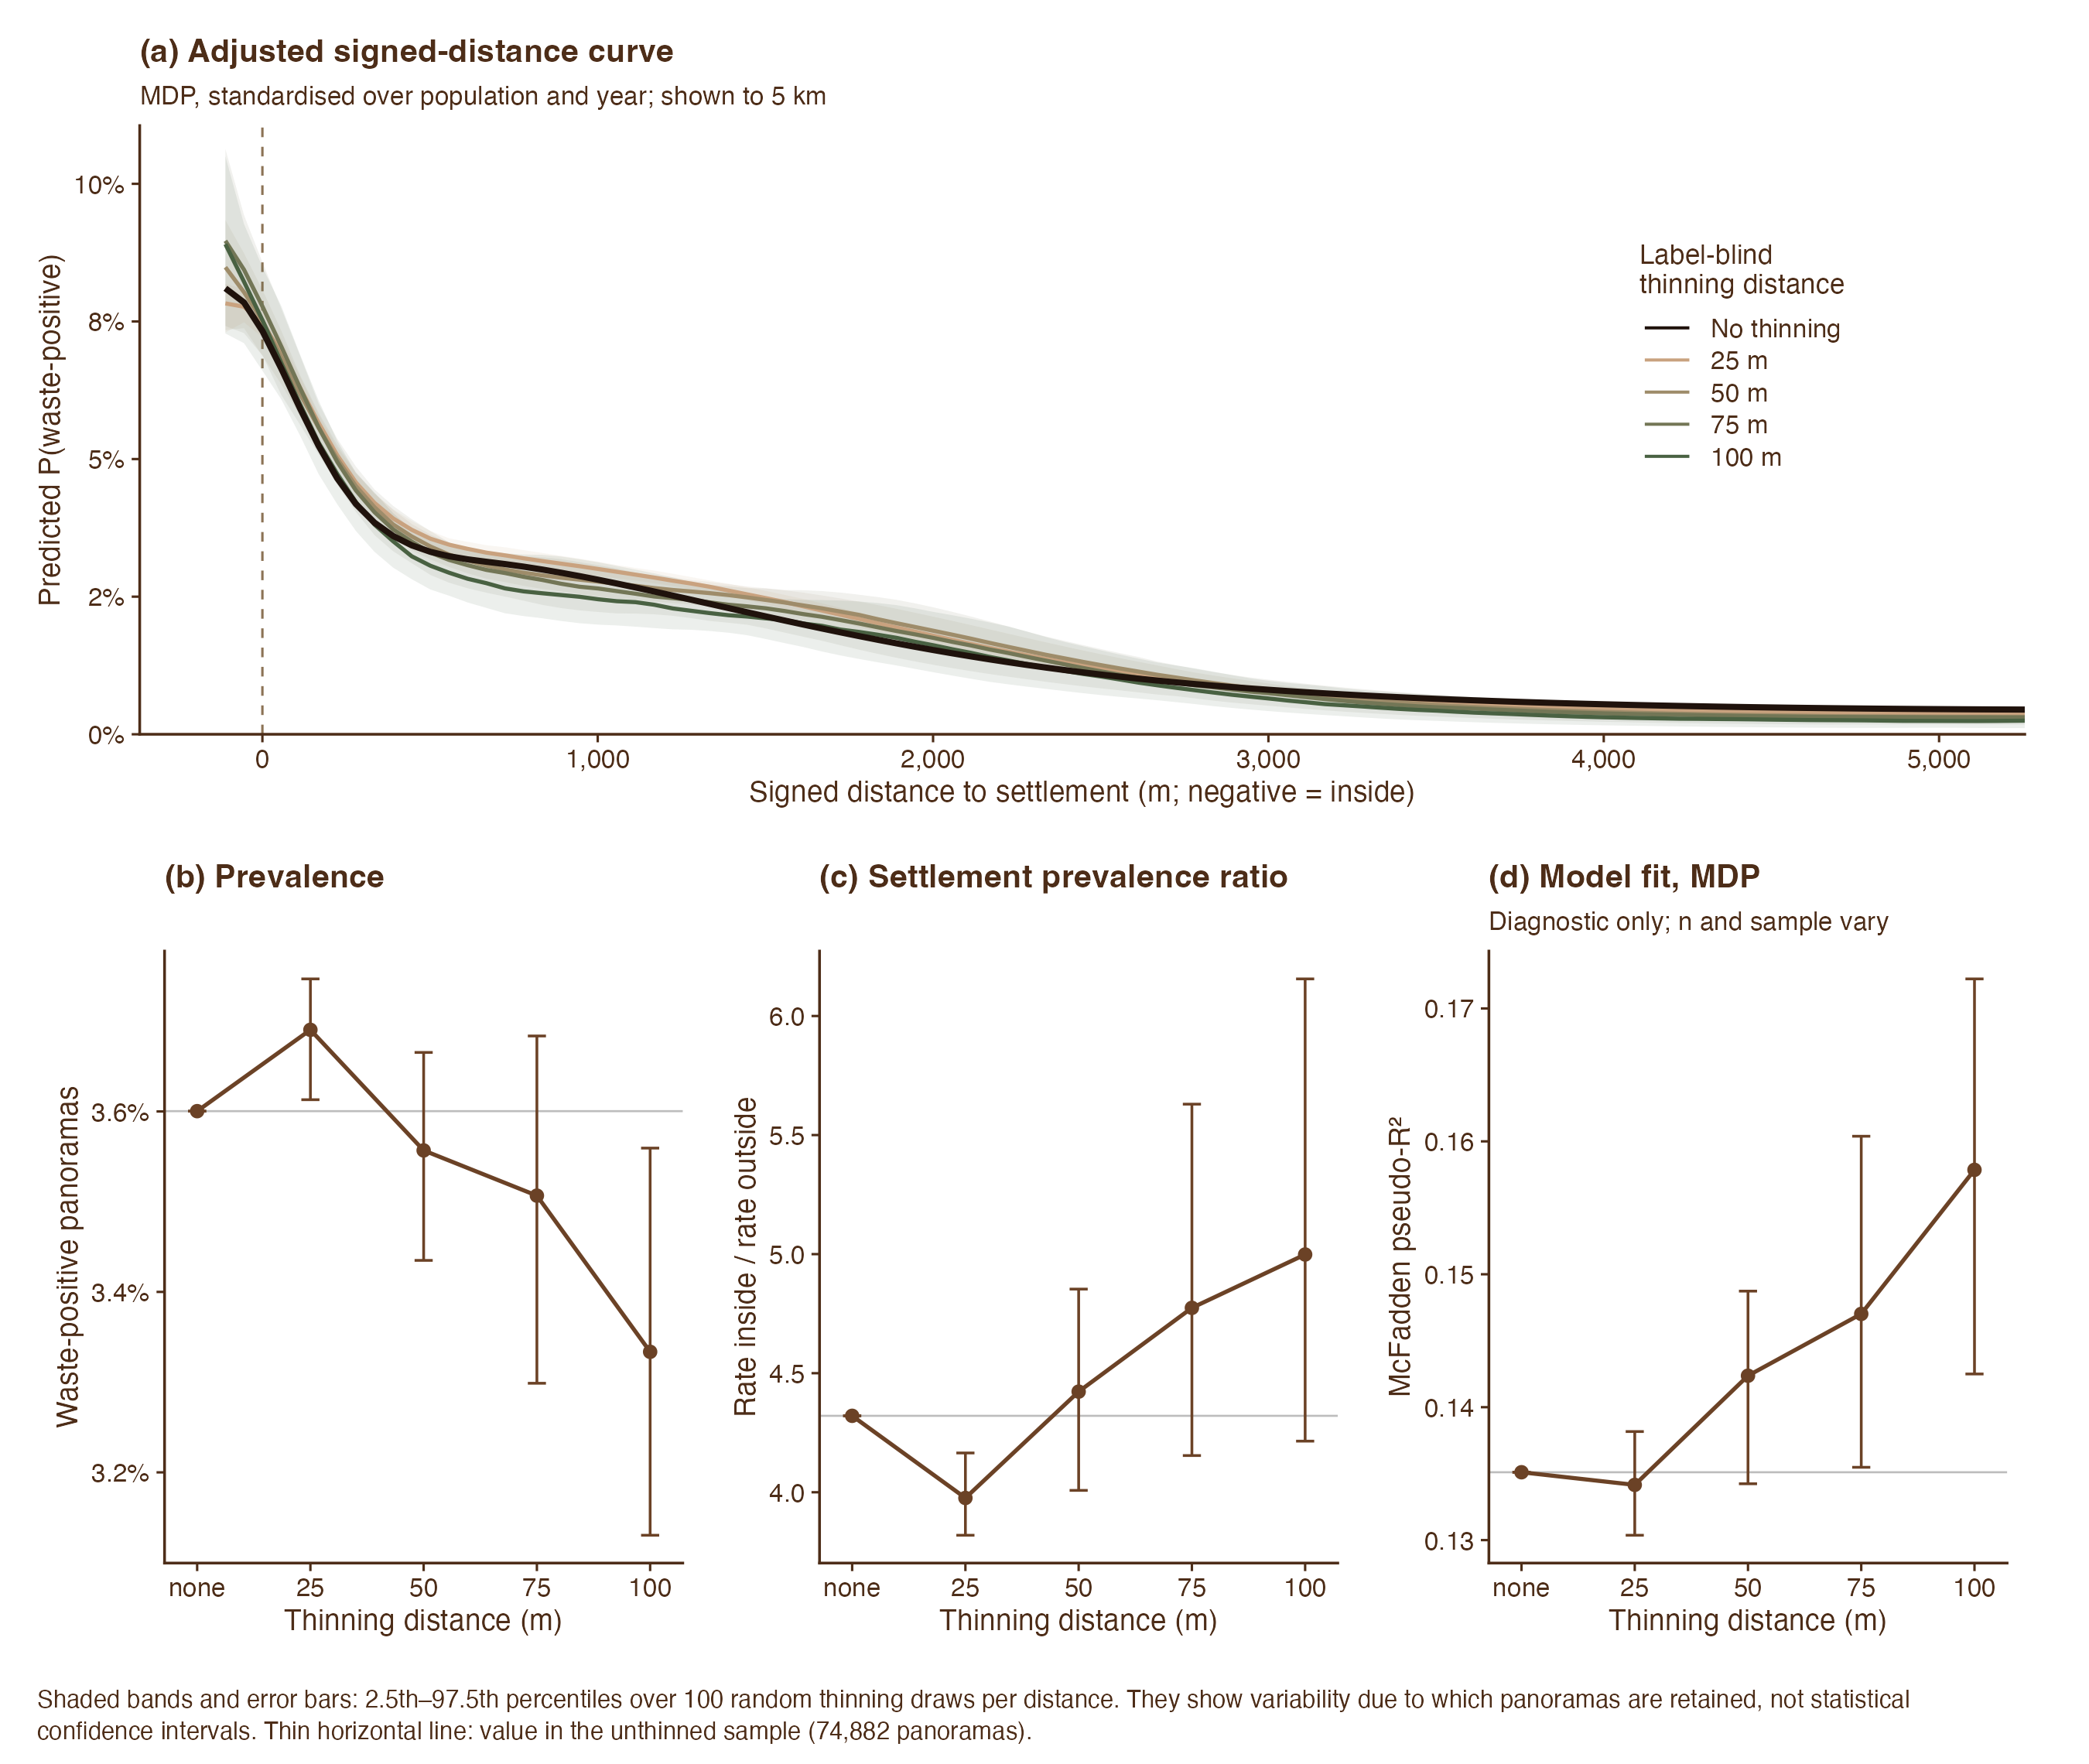 (a) Adjusted signed-distance curve
MDP, standardised over population and year; shown to 5 km
Predicted P(waste-positive)
10%
8%
5%
2%
0%
Label-blind
thinning distance
No thinning
25 m
50 m
75 m
100 m
0
1,000
2,000
3,000
4,000
5,000
Signed distance to settlement (m; negative = inside)
(b) Prevalence
Waste-positive panoramas
3.6%
3.4%
3.2%
none
25
50
75
100
Thinning distance (m)
(c) Settlement prevalence ratio
Rate inside / rate outside
6.0
5.5
5.0
4.5
4.0
none
25
50
75
100
Thinning distance (m)
(d) Model fit, MDP
Diagnostic only; n and sample vary
McFadden pseudo-R²
0.17
0.16
0.15
0.14
0.13
none
25
50
75
100
Thinning distance (m)
Shaded bands and error bars: 2.5th–97.5th percentiles over 100 random thinning draws per distance. They show variability due to which panoramas are retained, not statistical
confidence intervals. Thin horizontal line: value in the unthinned sample (74,882 panoramas).